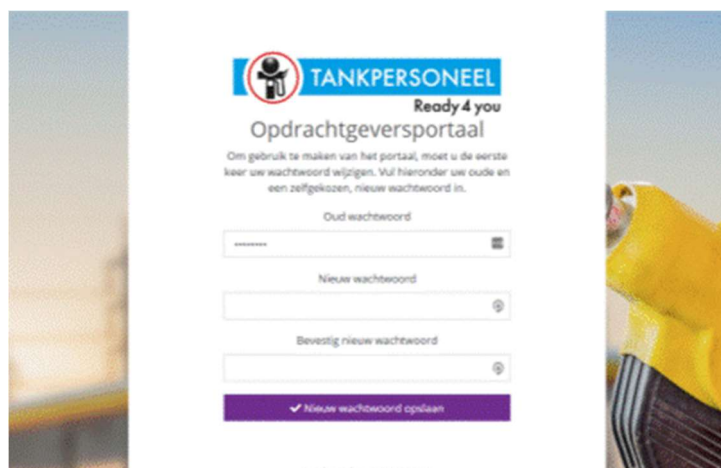 TANKPERSONEEL
Ready 4 you
Opdrachtgeversportaal
Om gebruik te maken van het portaal, moet u de eerste
keer uw wachtwoord wijzigen. Vul hieronder uw oude en
een zelfgekozen, nieuw wachtwoord in.
Oud wachtwoord
Nieuw wachtwoord
Bevestig nieuw wachtwoord
Nieuw wachtwoord opslaan